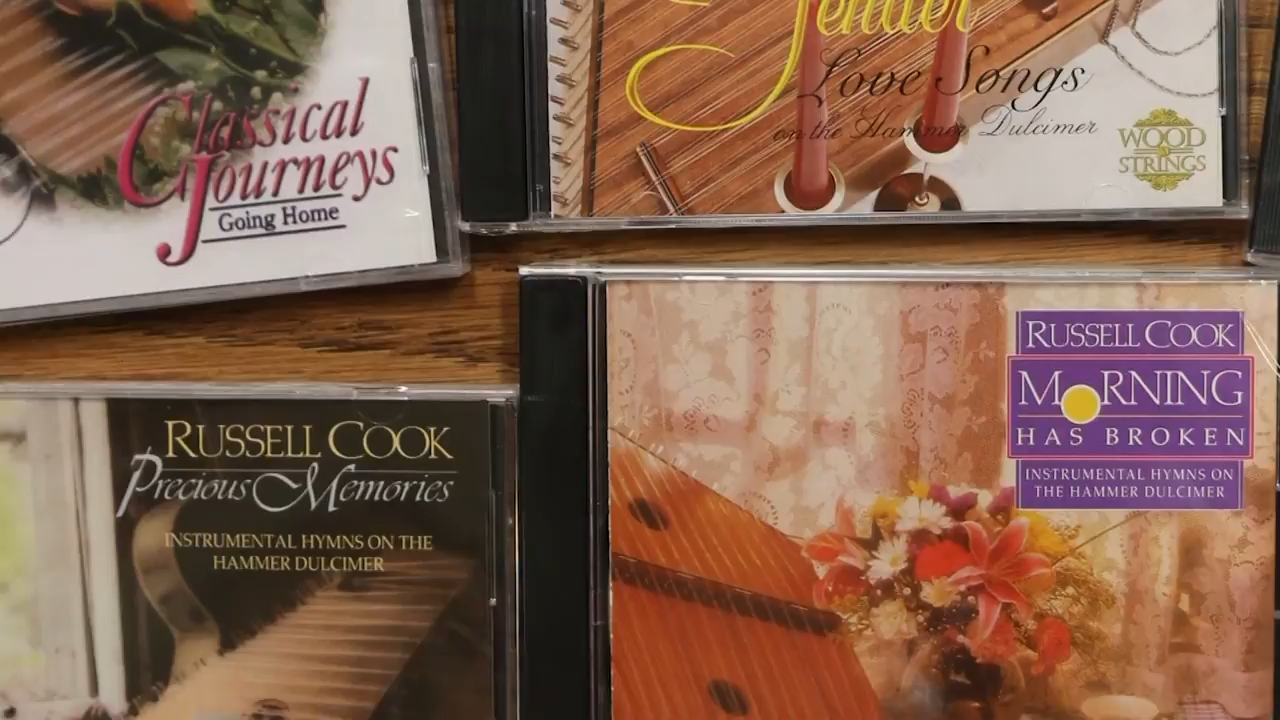 Classical
Journeys
Going Home
Tender
Love Songs
on the Hammer Dulcimer
WOOD
N
STRINGS
RUSSELL COOK
Precious Memories
INSTRUMENTAL HYMNS ON THE
HAMMER DULCIMER
RUSSELL COOK
MORNING
HAS BROKEN
INSTRUMENTAL HYMNS ON
THE HAMMER DULCIMER